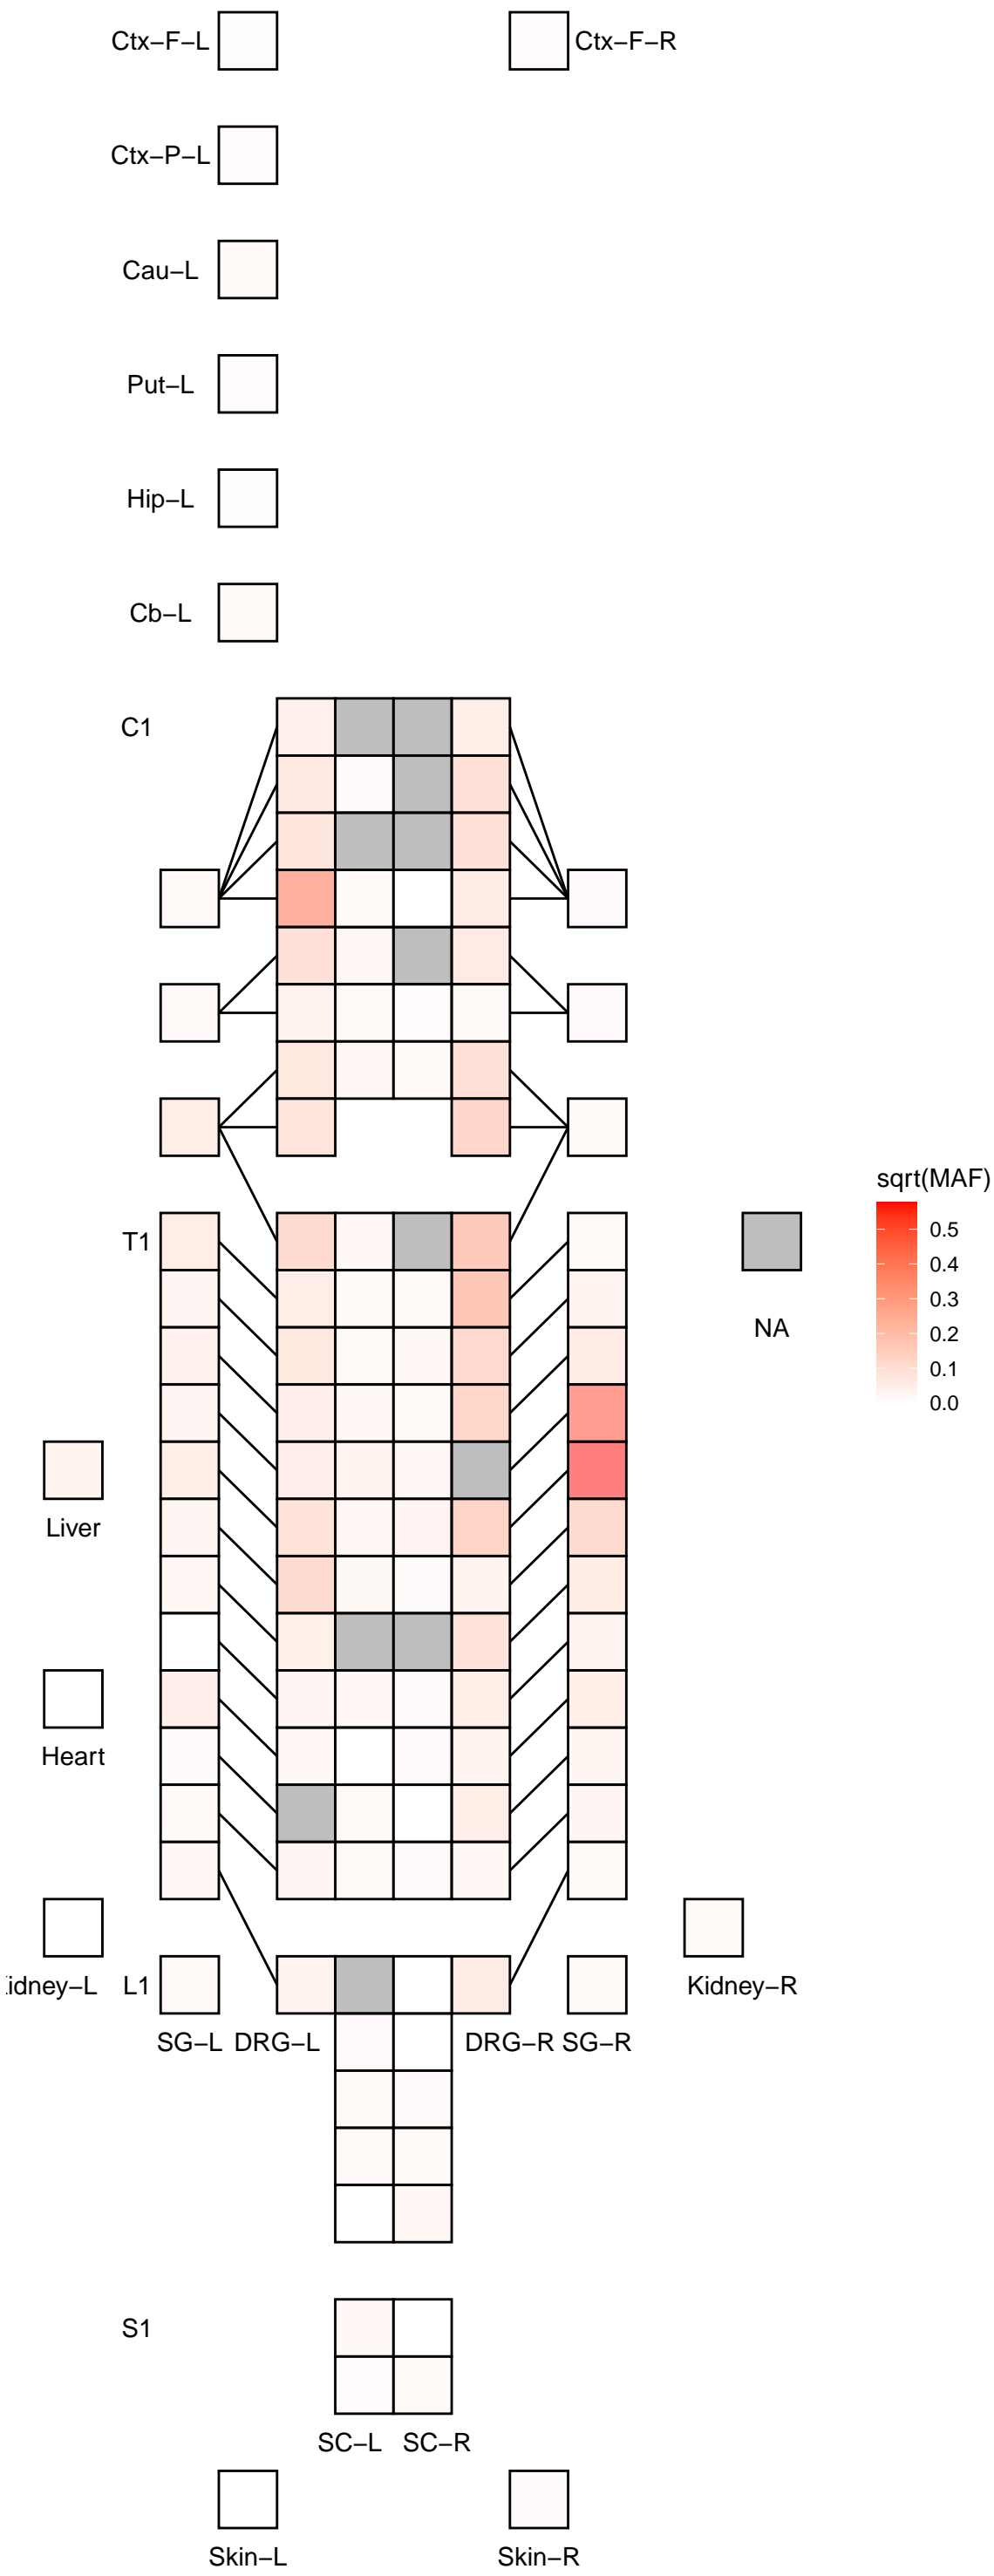 Ctx−F−L
Ctx−F−R
Ctx−P−L
Cau−L
Put−L
Hip−L
Cb−L
C1
sqrt(MAF)
T1
0.5
0.4
0.3
NA
0.2
0.1
0.0
Liver
Heart
idney−L
L1
Kidney−R
SG−L
DRG−L
DRG−R
SG−R
S1
SC−L
SC−R
Skin−L
Skin−R